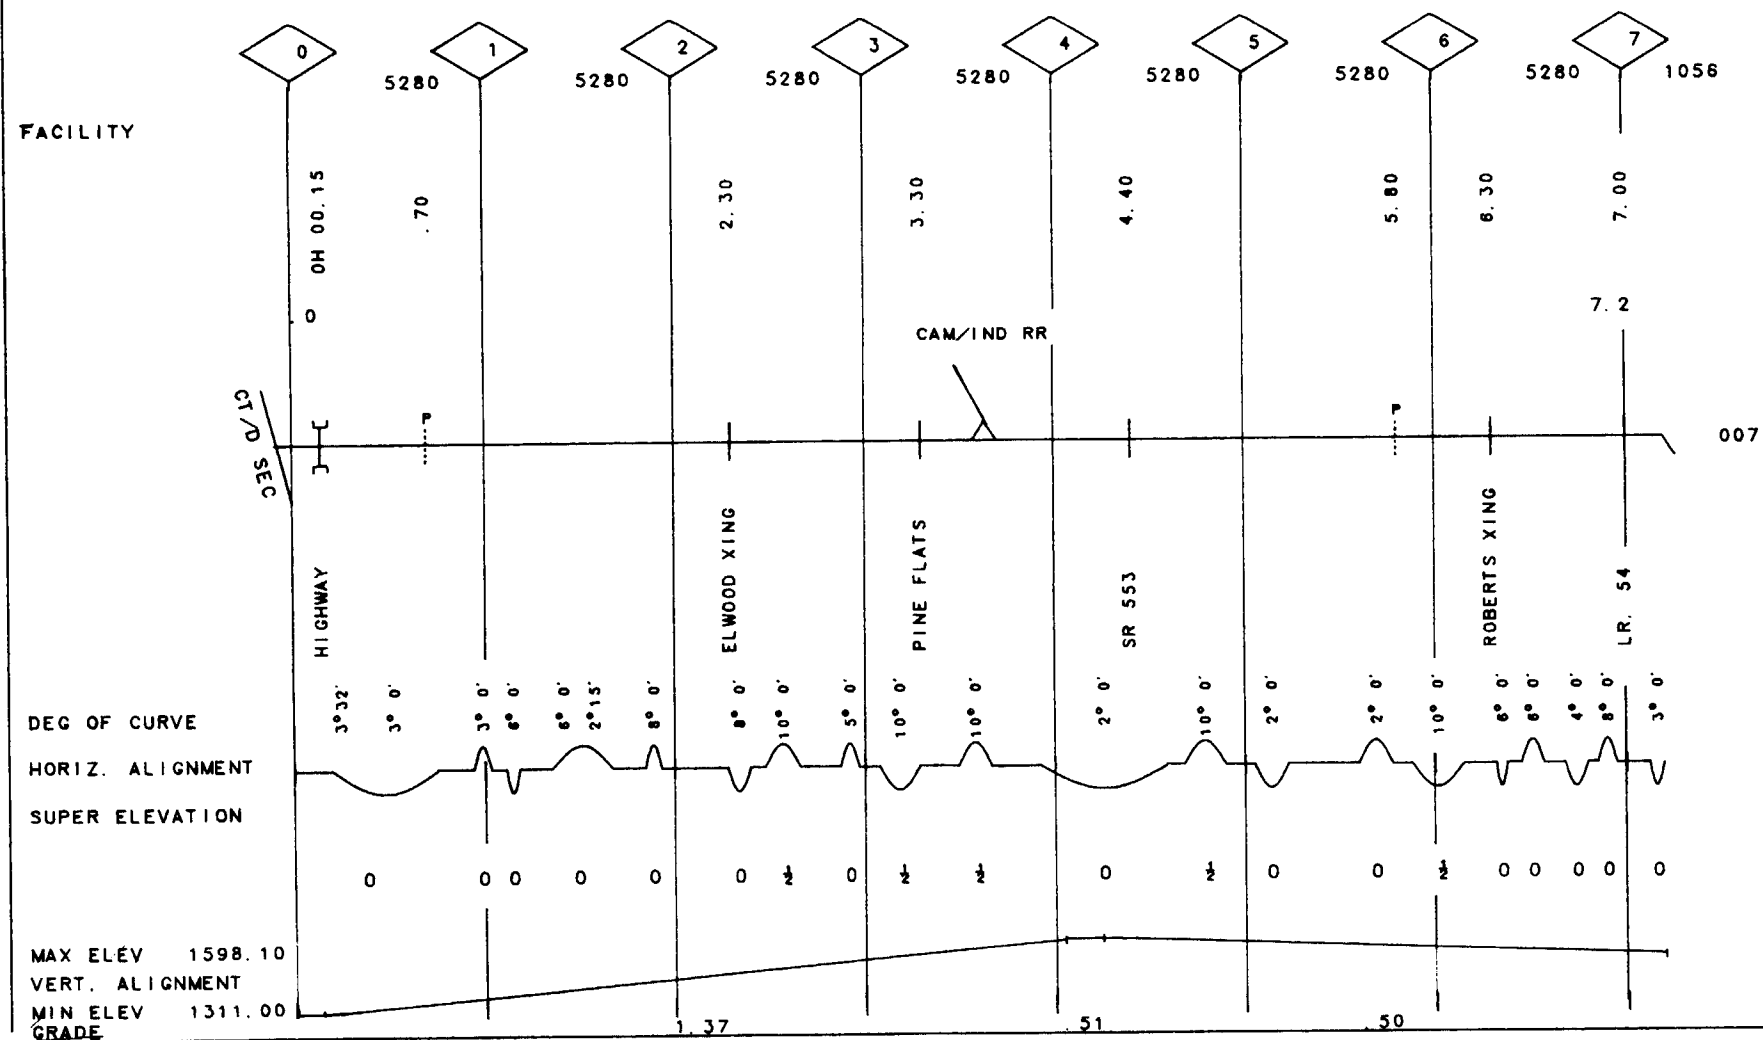 0 1 2 3 4 5 6 7
5280 5280 5280 5280 5280 5280 5280 1056
FACILITY
OH 00.15
.70
2.30
3.30
4.40
5.80
6.30
7.00
0
7.2
CAM/IND RR
CT/D SEC
P
P
007
HIGHWAY
ELWOOD XING
PINE FLATS
SR 553
ROBERTS XING
LR. 54
DEG OF CURVE
3°32' 3° 0' 3° 0' 6° 0' 6° 0' 2°15' 8° 0' 8° 0' 10° 0' 5° 0' 10° 0' 10° 0' 2° 0' 10° 0' 2° 0' 2° 0' 10° 0' 6° 0' 6° 0' 4° 0' 8° 0' 3° 0'
HORIZ. ALIGNMENT
SUPER ELEVATION
0 0 0 0 0 0 ½ 0 ½ ½ 0 ½ 0 0 ½ 0 0 0 0 0
MAX ELEV 1598.10
VERT. ALIGNMENT
MIN ELEV 1311.00
GRADE
1.37 .51 .50